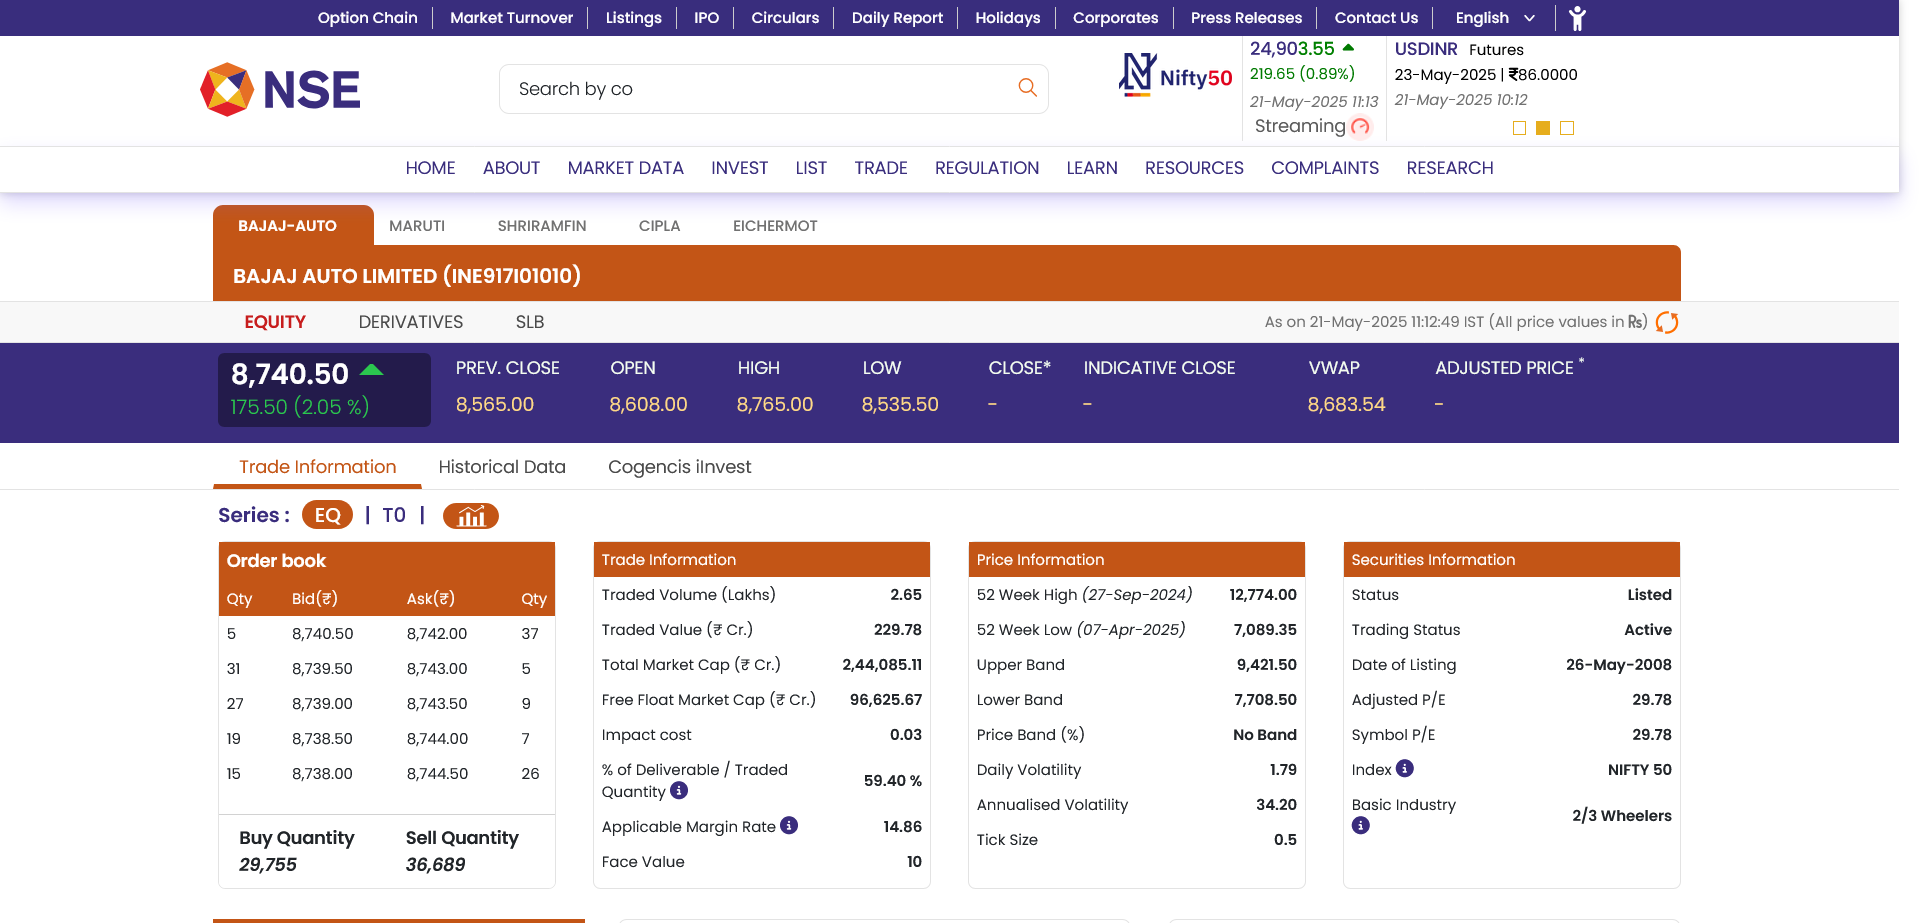 Option Chain Market Turnover Listings IPO Circulars Daily Report Holidays Corporates Press Releases Contact Us English
NSE
Search by co
Nifty50
24,903.55
219.65 (0.89%)
21-May-2025 11:13
Streaming
USDINR Futures
23-May-2025 | ₹86.0000
21-May-2025 10:12
HOME ABOUT MARKET DATA INVEST LIST TRADE REGULATION LEARN RESOURCES COMPLAINTS RESEARCH
BAJAJ-AUTO MARUTI SHRIRAMFIN CIPLA EICHERMOT
BAJAJ AUTO LIMITED (INE917I01010)
EQUITY DERIVATIVES SLB As on 21-May-2025 11:12:49 IST (All price values in ₨)
8,740.50
175.50 (2.05 %)
PREV. CLOSE OPEN HIGH LOW CLOSE* INDICATIVE CLOSE VWAP ADJUSTED PRICE *
8,565.00 8,608.00 8,765.00 8,535.50 - - 8,683.54 -
Trade Information Historical Data Cogencis iInvest
Series : EQ | T0 |
Order book
Qty Bid(₹) Ask(₹) Qty
5 8,740.50 8,742.00 37
31 8,739.50 8,743.00 5
27 8,739.00 8,743.50 9
19 8,738.50 8,744.00 7
15 8,738.00 8,744.50 26
Buy Quantity Sell Quantity
29,755 36,689
Trade Information
Traded Volume (Lakhs) 2.65
Traded Value (₹ Cr.) 229.78
Total Market Cap (₹ Cr.) 2,44,085.11
Free Float Market Cap (₹ Cr.) 96,625.67
Impact cost 0.03
% of Deliverable / Traded
Quantity 59.40 %
Applicable Margin Rate 14.86
Face Value 10
Price Information
52 Week High (27-Sep-2024) 12,774.00
52 Week Low (07-Apr-2025) 7,089.35
Upper Band 9,421.50
Lower Band 7,708.50
Price Band (%) No Band
Daily Volatility 1.79
Annualised Volatility 34.20
Tick Size 0.5
Securities Information
Status Listed
Trading Status Active
Date of Listing 26-May-2008
Adjusted P/E 29.78
Symbol P/E 29.78
Index NIFTY 50
Basic Industry 2/3 Wheelers